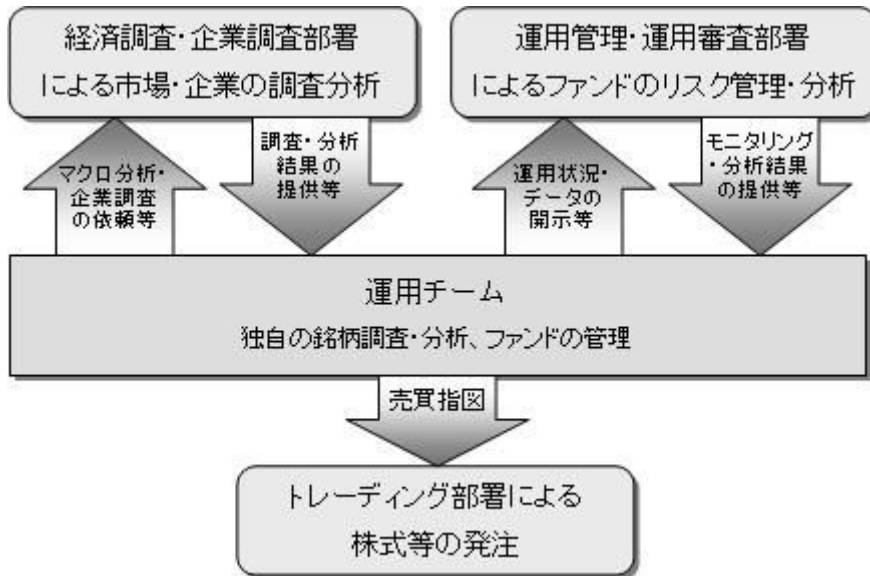 経済調査・企業調査部署
による市場・企業の調査分析
運用管理・運用審査部署
によるファンドのリスク管理・分析
マクロ分析・
企業調査
の依頼等
調査・分析
結果の
提供等
運用状況・
データの
開示等
モニタリング
・分析結果
の提供等
運用チーム
独自の銘柄調査・分析、ファンドの管理
売買指図
トレーディング部署による
株式等の発注